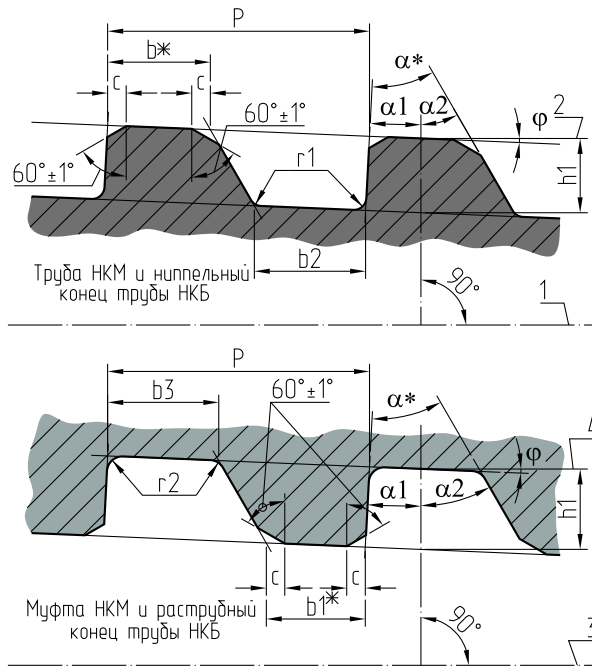 P
b*
c
c
α*
α1
α2
φ
2
60°±1°
60°±1°
r1
h1
b2
Труба НКМ и ниппельный
конец трубы НКБ
90°
1
P
b3
60°±1°
α*
r2
α1
α2
φ
h1
c
c
b1*
Муфта НКМ и раструбный
конец трубы НКБ
90°